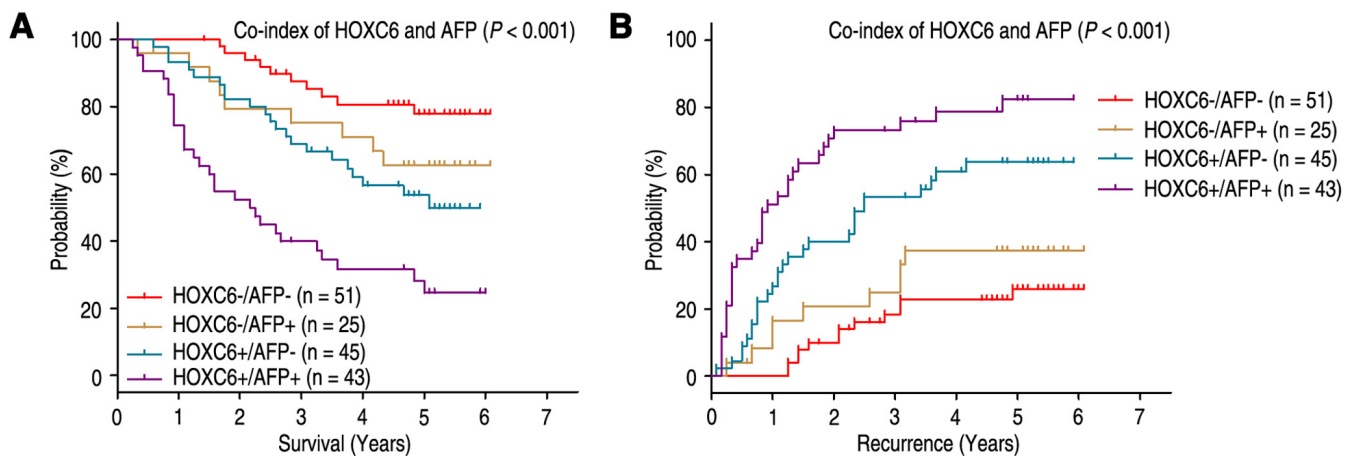 A
Co-index of HOXC6 and AFP (P < 0.001)
100
80
60
40
20
0
Probability (%)
HOXC6-/AFP- (n = 51)
HOXC6-/AFP+ (n = 25)
HOXC6+/AFP- (n = 45)
HOXC6+/AFP+ (n = 43)
0 1 2 3 4 5 6 7
Survival (Years)
B
Co-index of HOXC6 and AFP (P < 0.001)
100
80
60
40
20
0
Probability (%)
HOXC6-/AFP- (n = 51)
HOXC6-/AFP+ (n = 25)
HOXC6+/AFP- (n = 45)
HOXC6+/AFP+ (n = 43)
0 1 2 3 4 5 6 7
Recurrence (Years)